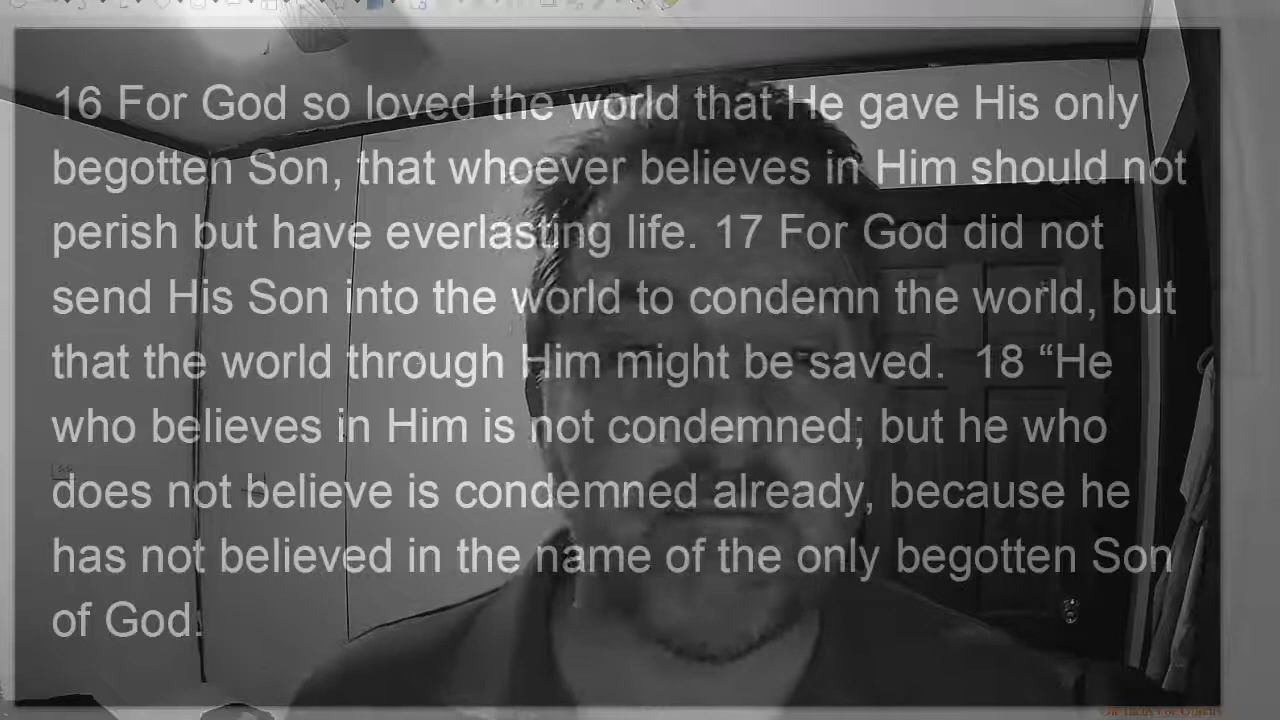 16 For God so loved the world that He gave His only
begotten Son, that whoever believes in Him should not
perish but have everlasting life. 17 For God did not
send His Son into the world to condemn the world, but
that the world through Him might be saved.   18 “He
who believes in Him is not condemned; but he who
does not believe is condemned already, because he
has not believed in the name of the only begotten Son
of God.